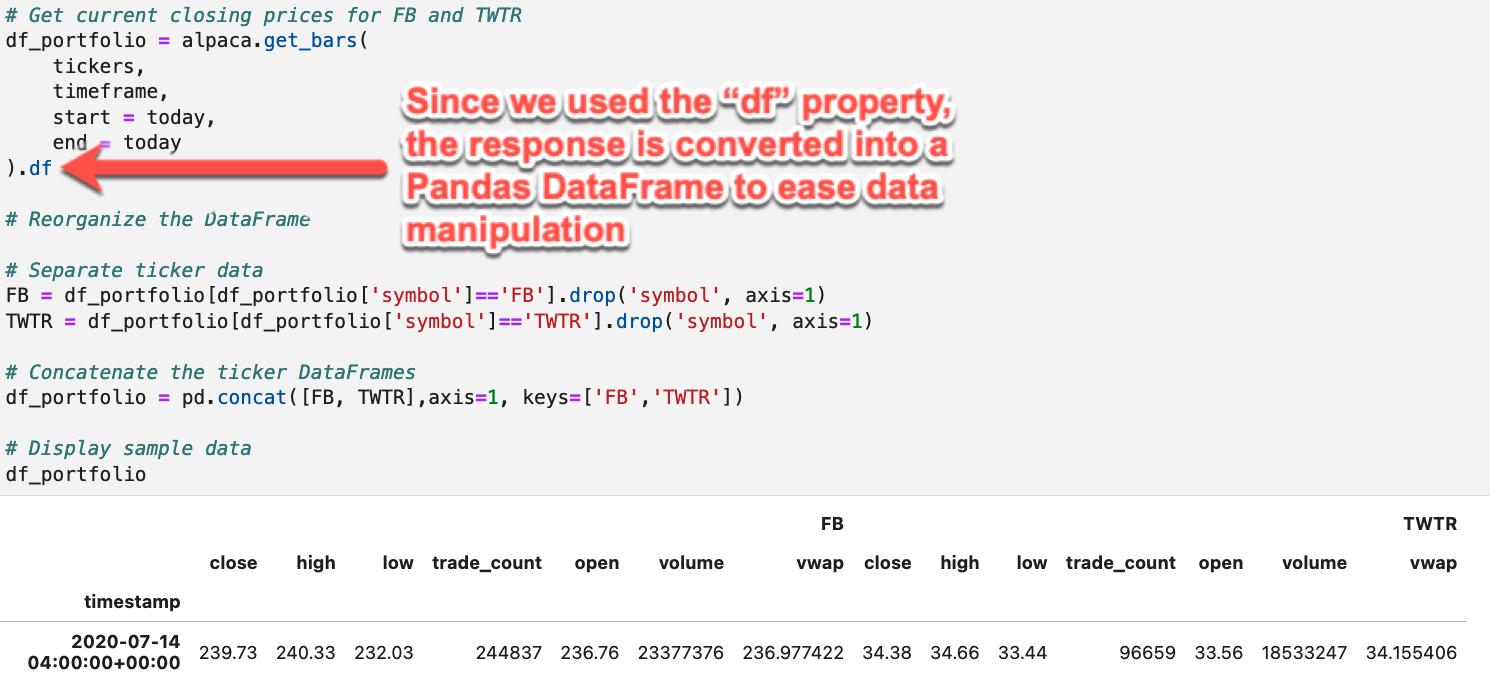 # Get current closing prices for FB and TWTR
df_portfolio = alpaca.get_bars(
    tickers,
    timeframe,
    start = today,
    end = today
).df
Since we used the “df” property,
the response is converted into a
Pandas DataFrame to ease data
manipulation
# Reorganize the DataFrame
# Separate ticker data
FB = df_portfolio[df_portfolio['symbol']=='FB'].drop('symbol', axis=1)
TWTR = df_portfolio[df_portfolio['symbol']=='TWTR'].drop('symbol', axis=1)
# Concatenate the ticker DataFrames
df_portfolio = pd.concat([FB, TWTR],axis=1, keys=['FB','TWTR'])
# Display sample data
df_portfolio
FB TWTR
close high low trade_count open volume vwap close high low trade_count open volume vwap
timestamp
2020-07-14
04:00:00+00:00 239.73 240.33 232.03 244837 236.76 23377376 236.977422 34.38 34.66 33.44 96659 33.56 18533247 34.155406